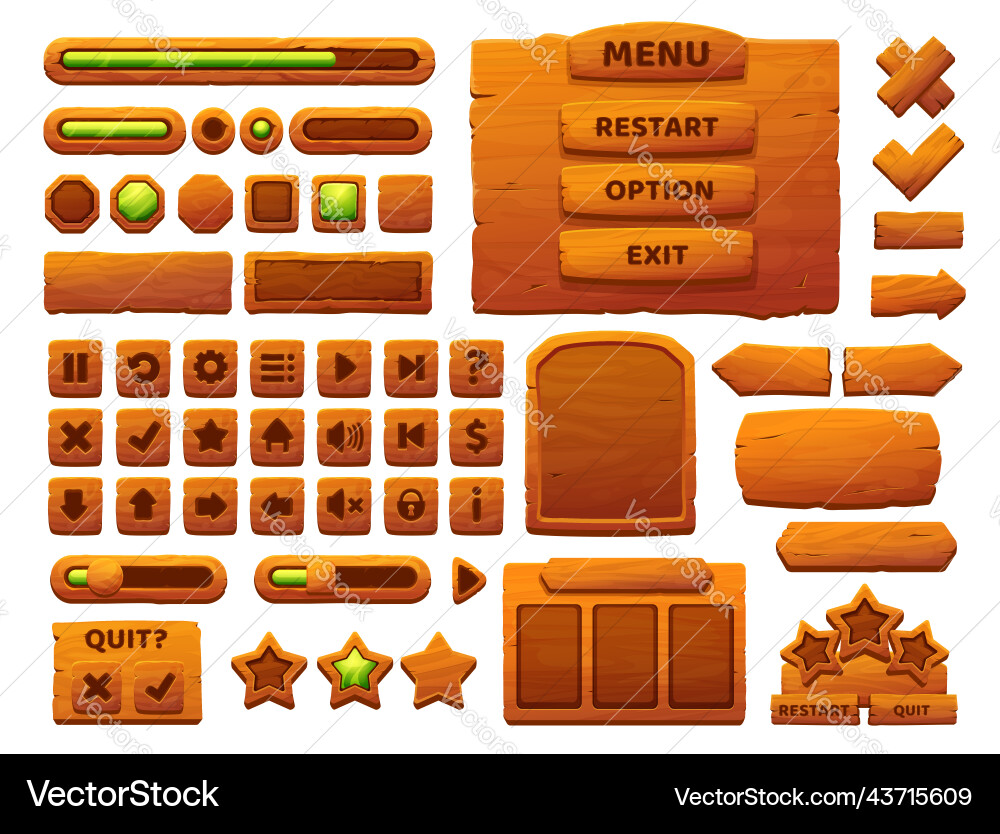 MENU
RESTART
OPTION
EXIT
?
$
i
QUIT?
RESTART
QUIT
VectorStock®
VectorStock.com/43715609